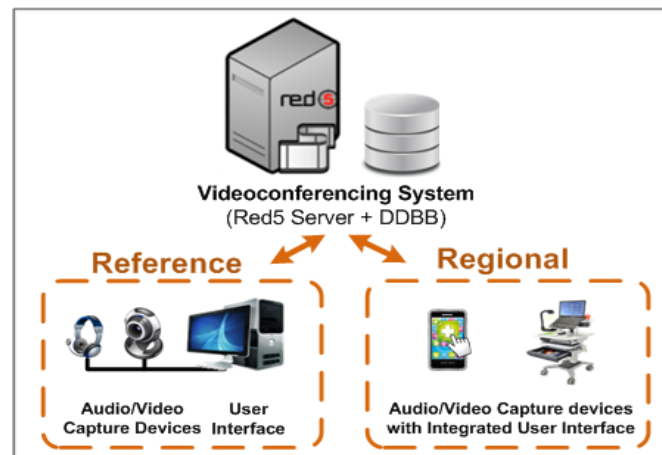 red5
Videoconferencing System
(Red5 Server + DDBB)
Reference
Regional
Audio/Video
Capture Devices
User
Interface
Audio/Video Capture devices
with Integrated User Interface